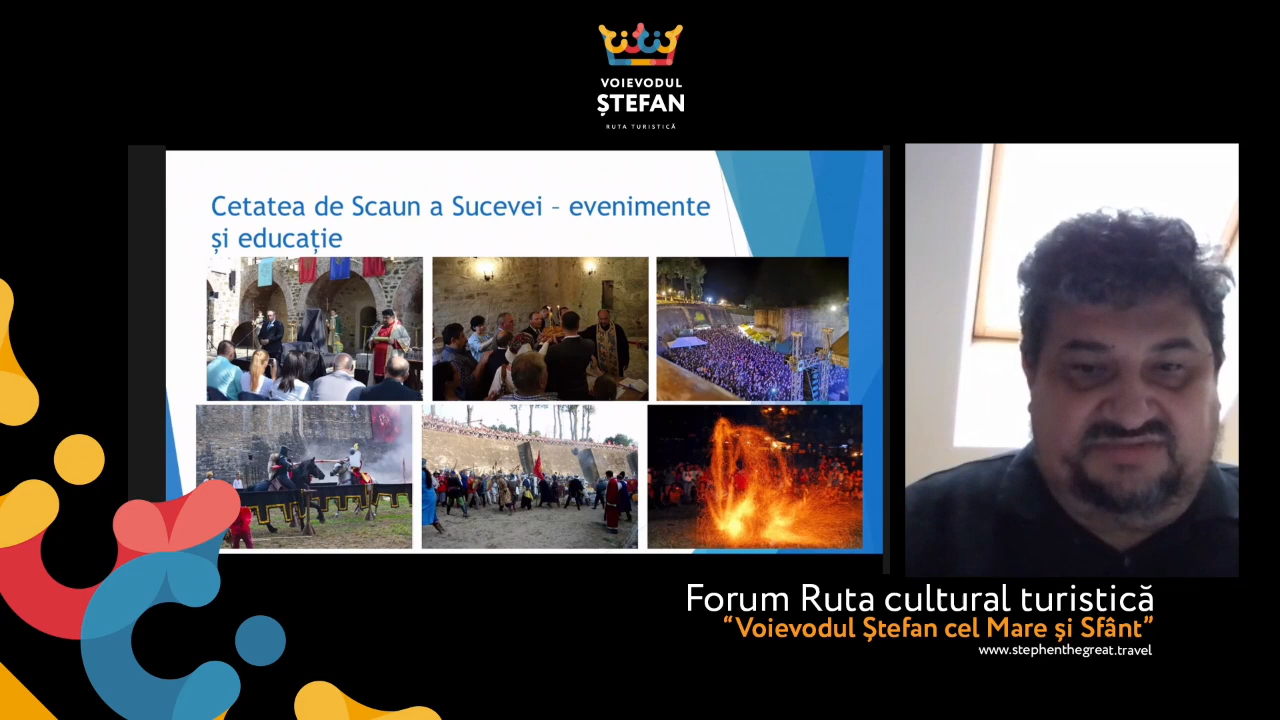 VOIEVODUL
ȘTEFAN
RUTA TURISTICĂ
Cetatea de Scaun a Sucevei – evenimente
și educație
Forum Ruta cultural turistică
“Voievodul Ștefan cel Mare și Sfânt”
www.stephenthegreat.travel